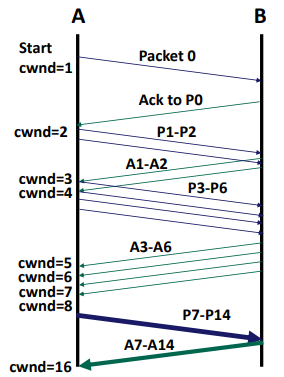 A B
Start
cwnd=1
Packet 0
Ack to P0
cwnd=2
P1-P2
A1-A2
cwnd=3
P3-P6
cwnd=4
A3-A6
cwnd=5
cwnd=6
cwnd=7
cwnd=8
P7-P14
A7-A14
cwnd=16